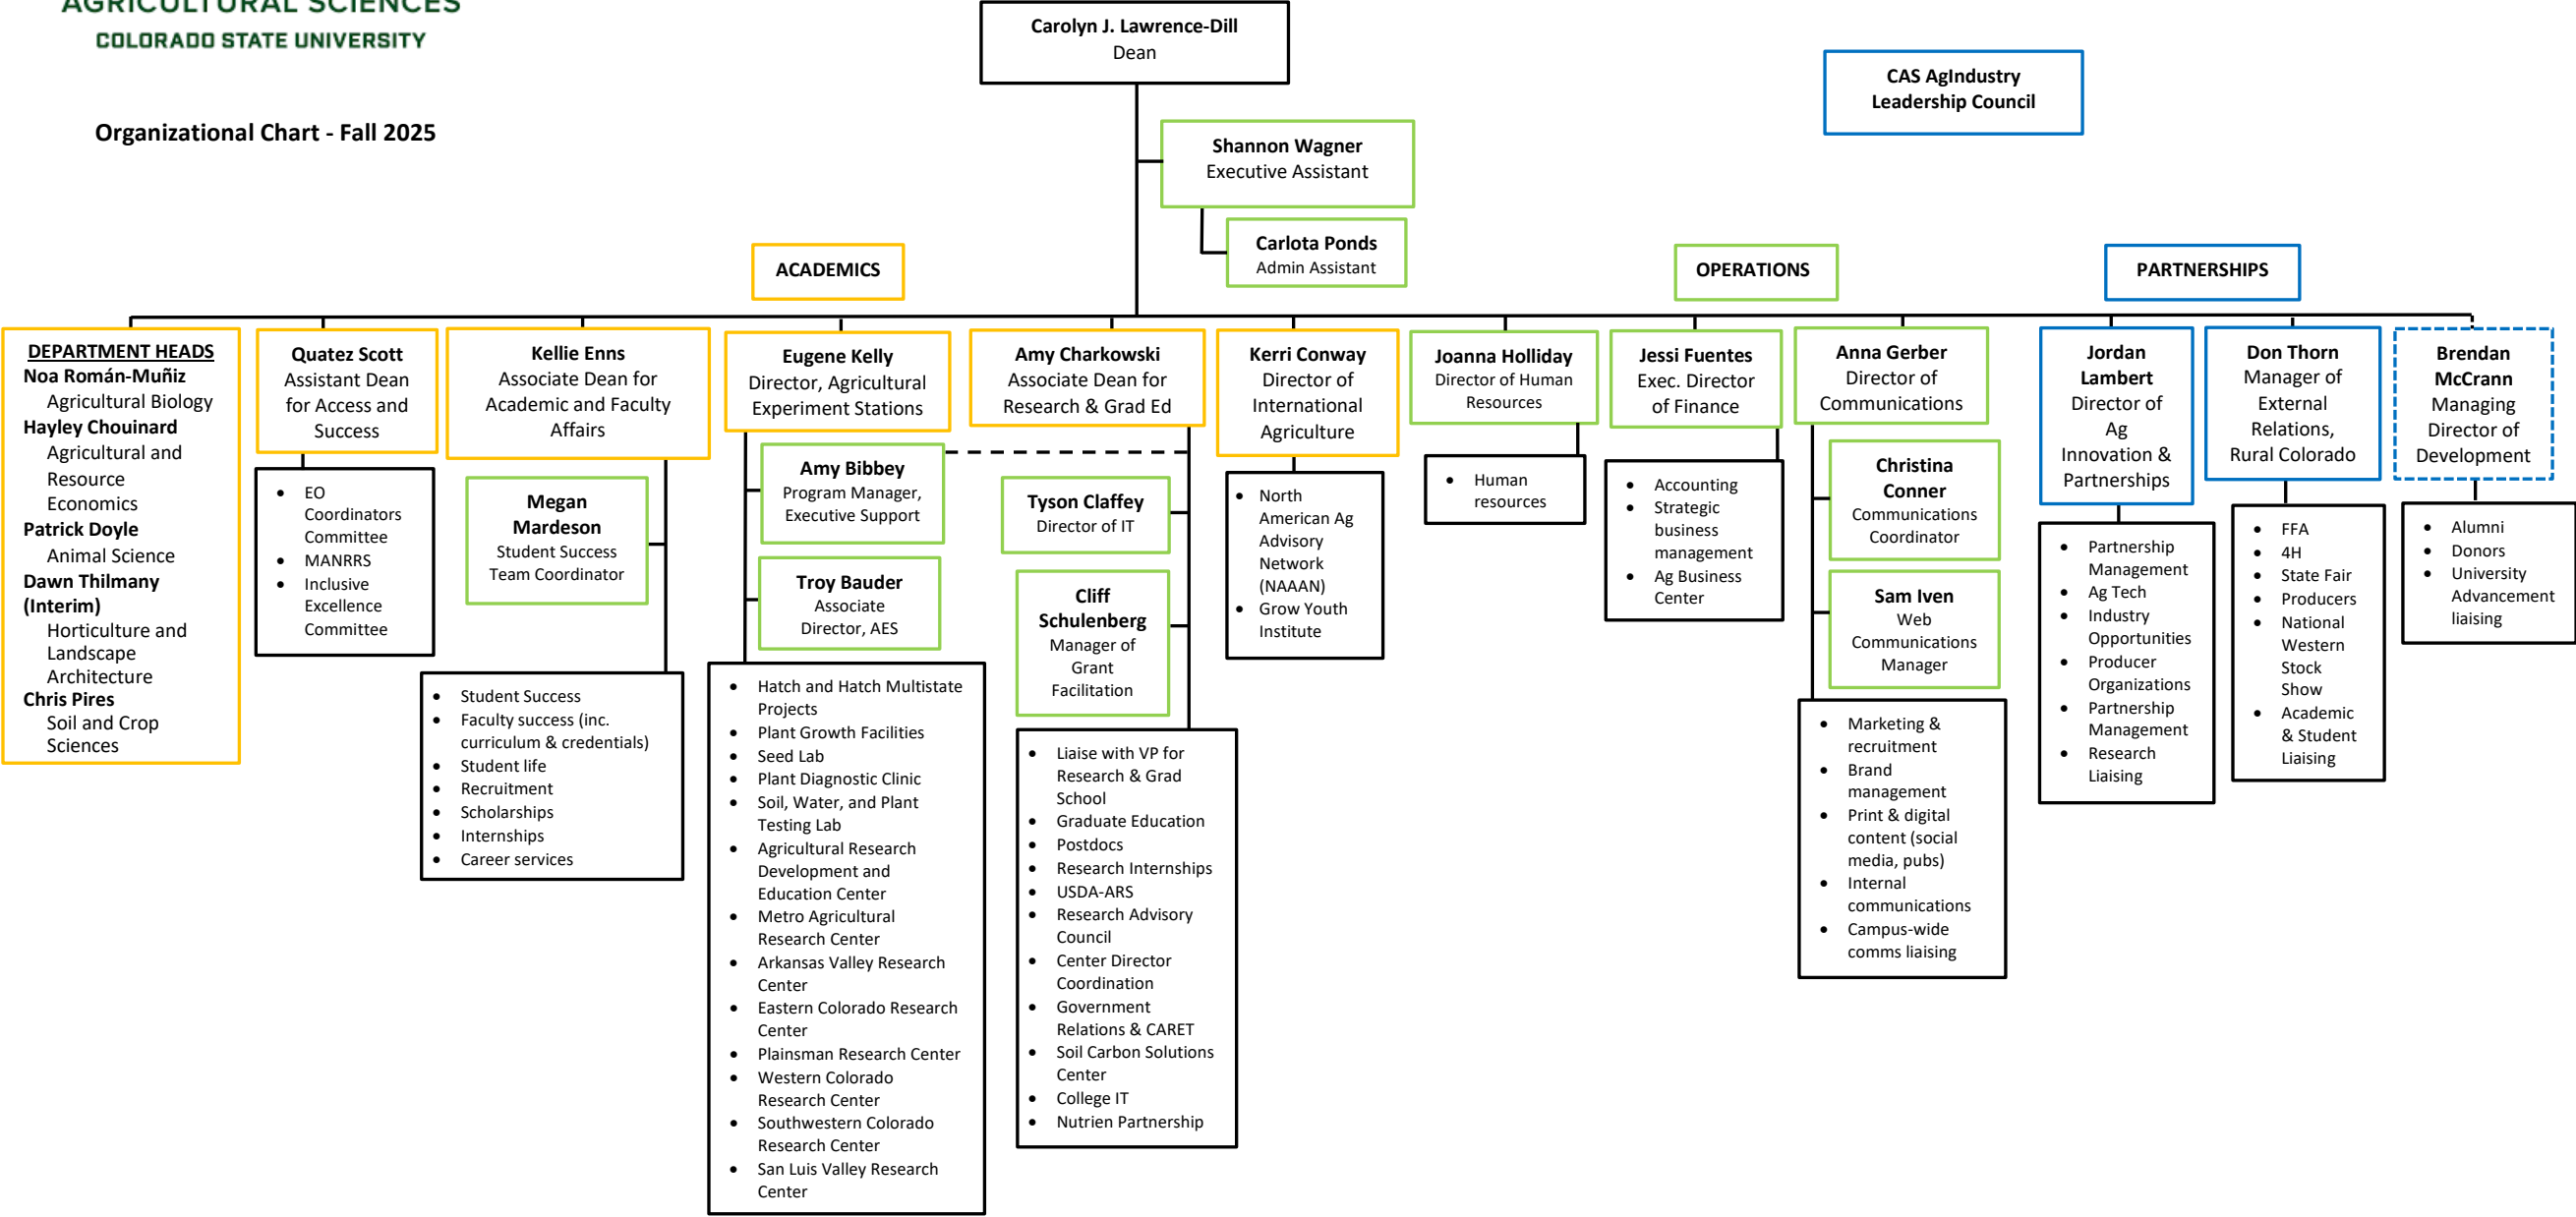 AGRICULTURAL SCIENCES
COLORADO STATE UNIVERSITY
Organizational Chart - Fall 2025
Carolyn J. Lawrence-Dill
Dean
CAS AgIndustry
Leadership Council
Shannon Wagner
Executive Assistant
Carlota Ponds
Admin Assistant
ACADEMICS
OPERATIONS
PARTNERSHIPS
DEPARTMENT HEADS
Noa Román-Muñiz
Agricultural Biology
Hayley Chouinard
Agricultural and
Resource
Economics
Patrick Doyle
Animal Science
Dawn Thilmany
(Interim)
Horticulture and
Landscape
Architecture
Chris Pires
Soil and Crop
Sciences
Quatez Scott
Assistant Dean
for Access and
Success
• EO
Coordinators
Committee
• MANRRS
• Inclusive
Excellence
Committee
Kellie Enns
Associate Dean for
Academic and Faculty
Affairs
Megan
Mardeson
Student Success
Team Coordinator
• Student Success
• Faculty success (inc.
curriculum & credentials)
• Student life
• Recruitment
• Scholarships
• Internships
• Career services
Eugene Kelly
Director, Agricultural
Experiment Stations
Amy Bibbey
Program Manager,
Executive Support
Troy Bauder
Associate
Director, AES
• Hatch and Hatch Multistate
Projects
• Plant Growth Facilities
• Seed Lab
• Plant Diagnostic Clinic
• Soil, Water, and Plant
Testing Lab
• Agricultural Research
Development and
Education Center
• Metro Agricultural
Research Center
• Arkansas Valley Research
Center
• Eastern Colorado Research
Center
• Plainsman Research Center
• Western Colorado
Research Center
• Southwestern Colorado
Research Center
• San Luis Valley Research
Center
Amy Charkowski
Associate Dean for
Research & Grad Ed
Tyson Claffey
Director of IT
Cliff
Schulenberg
Manager of
Grant
Facilitation
• Liaise with VP for
Research & Grad
School
• Graduate Education
• Postdocs
• Research Internships
• USDA-ARS
• Research Advisory
Council
• Center Director
Coordination
• Government
Relations & CARET
• Soil Carbon Solutions
Center
• College IT
• Nutrien Partnership
Kerri Conway
Director of
International
Agriculture
• North
American Ag
Advisory
Network
(NAAAN)
• Grow Youth
Institute
Joanna Holliday
Director of Human
Resources
• Human
resources
Jessi Fuentes
Exec. Director
of Finance
• Accounting
• Strategic
business
management
• Ag Business
Center
Anna Gerber
Director of
Communications
Christina
Conner
Communications
Coordinator
Sam Iven
Web
Communications
Manager
• Marketing &
recruitment
• Brand
management
• Print & digital
content (social
media, pubs)
• Internal
communications
• Campus-wide
comms liaising
Jordan
Lambert
Director of
Ag
Innovation &
Partnerships
• Partnership
Management
• Ag Tech
• Industry
Opportunities
• Producer
Organizations
• Partnership
Management
• Research
Liaising
Don Thorn
Manager of
External
Relations,
Rural Colorado
• FFA
• 4H
• State Fair
• Producers
• National
Western
Stock
Show
• Academic
& Student
Liaising
Brendan
McCrann
Managing
Director of
Development
• Alumni
• Donors
• University
Advancement
liaising